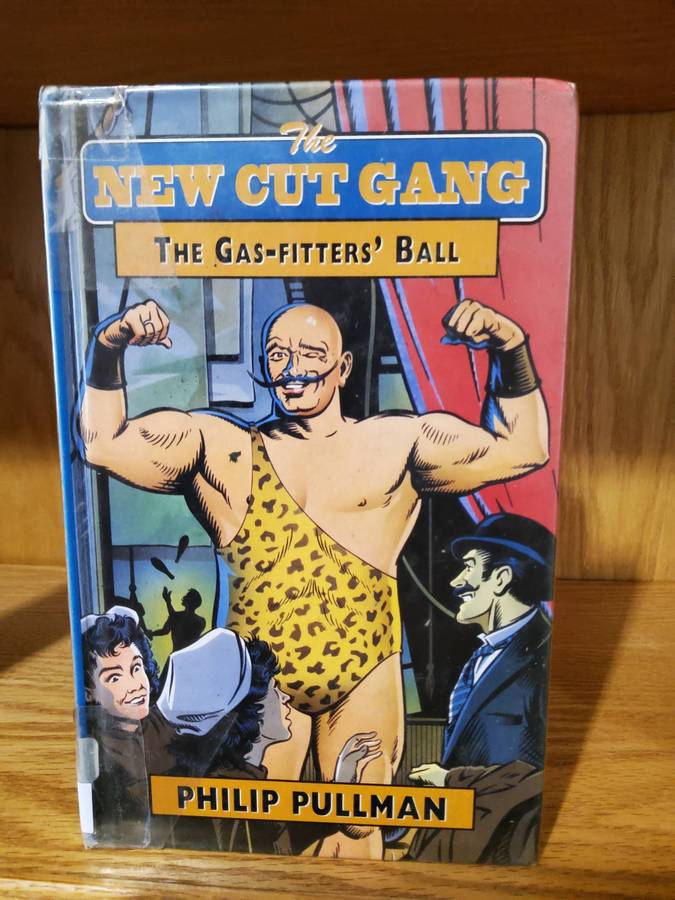 The
NEW CUT GANG
THE GAS-FITTERS' BALL
PHILIP PULLMAN